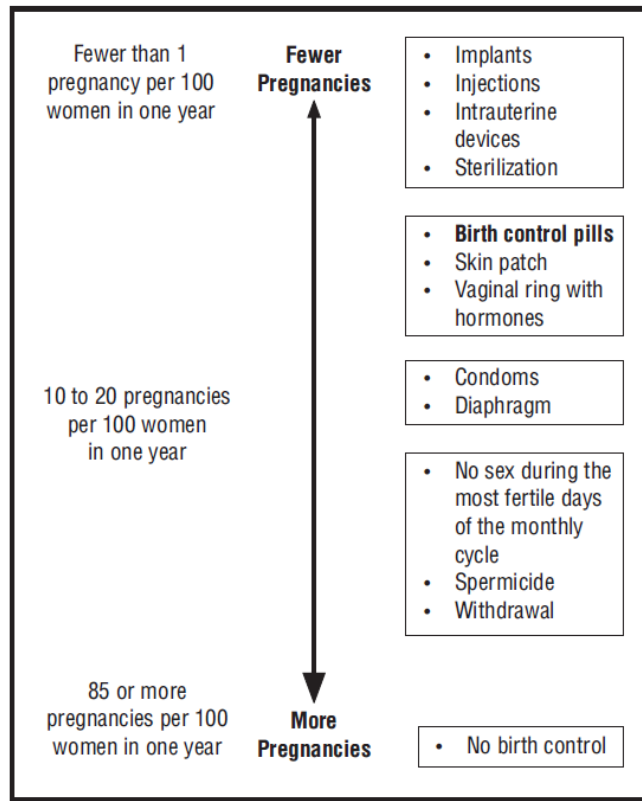 Fewer than 1
pregnancy per 100
women in one year
Fewer
Pregnancies
• Implants
• Injections
• Intrauterine
devices
• Sterilization
• Birth control pills
• Skin patch
• Vaginal ring with
hormones
10 to 20 pregnancies
per 100 women
in one year
• Condoms
• Diaphragm
• No sex during the
most fertile days
of the monthly
cycle
• Spermicide
• Withdrawal
85 or more
pregnancies per 100
women in one year
More
Pregnancies
• No birth control